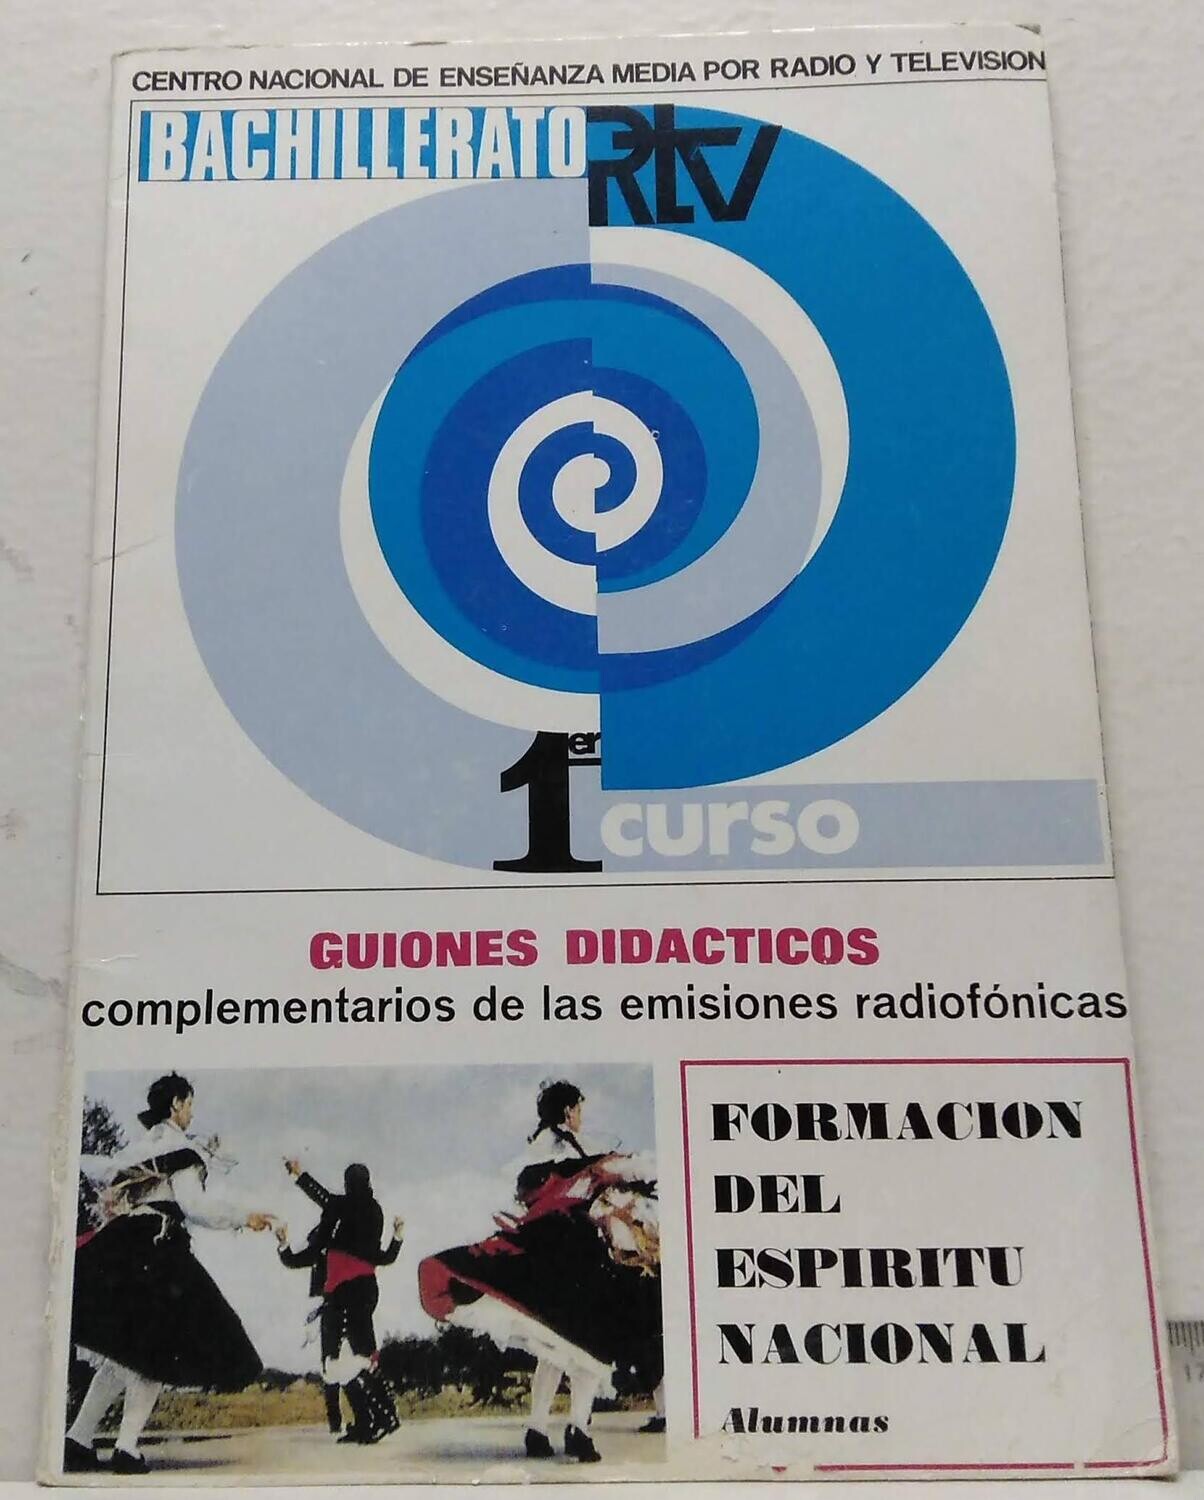 CENTRO NACIONAL DE ENSEÑANZA MEDIA POR RADIO Y TELEVISION
BACHILLERATO RTV
1er curso
GUIONES DIDACTICOS
complementarios de las emisiones radiofónicas
FORMACION
DEL
ESPIRITU
NACIONAL
Alumnas